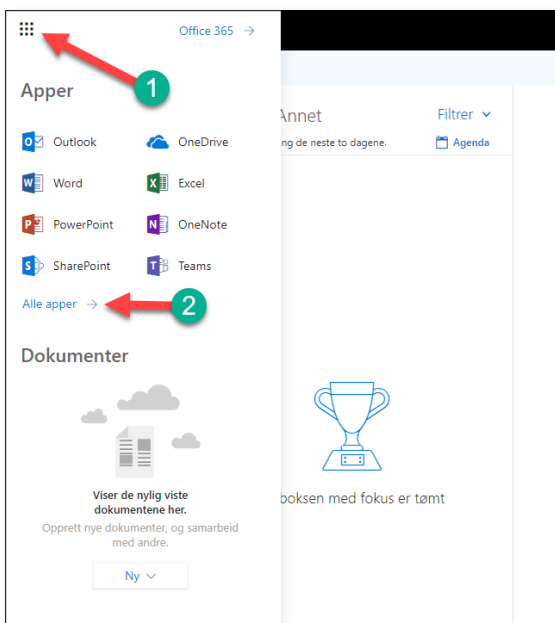 Office 365 →
1
Apper
Outlook
OneDrive
Word
Excel
PowerPoint
OneNote
SharePoint
Teams
Alle apper →
2
Dokumenter
Viser de nylig viste
dokumentene her.
Opprett nye dokumenter, og samarbeid
med andre.
Ny
Annet
Filtrer
ng de neste to dagene.
Agenda
boksen med fokus er tømt